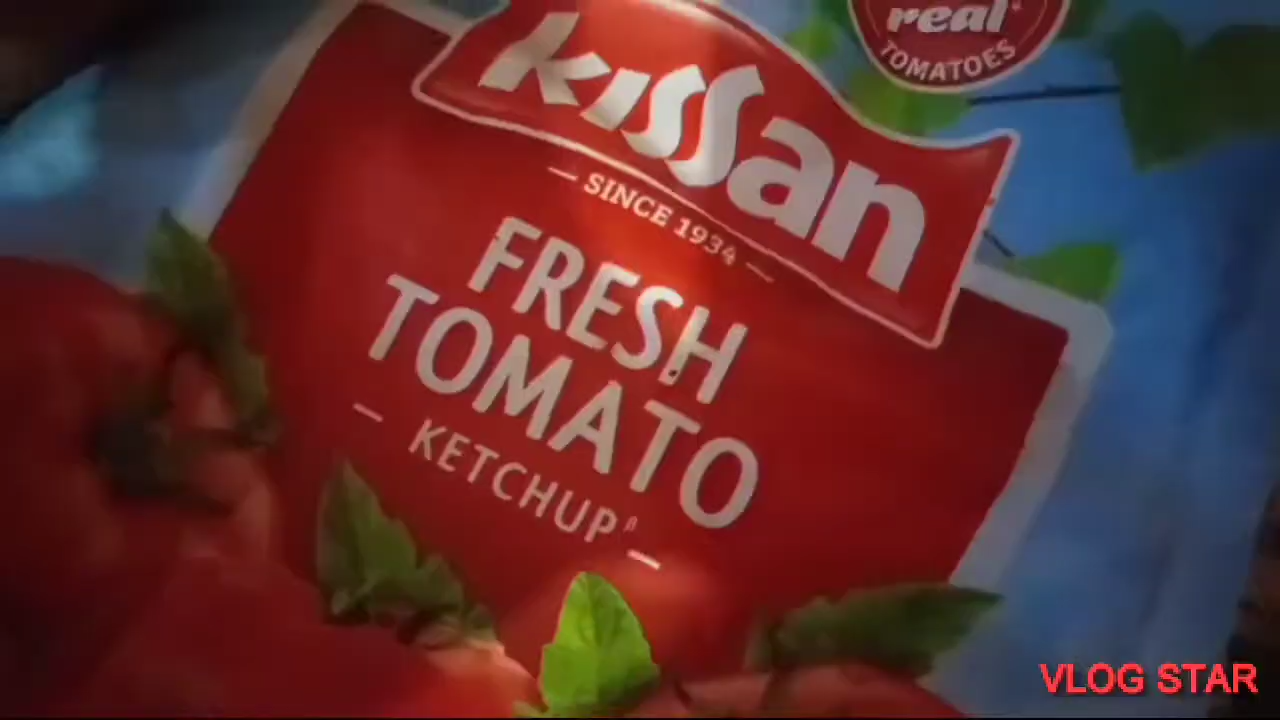 real
TOMATOES
kissan
SINCE 1934
FRESH
TOMATO
KETCHUP
VLOG STAR